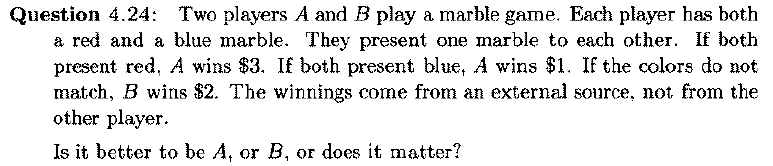 Question 4.24: Two players A and B play a marble game. Each player has both
a red and a blue marble. They present one marble to each other. If both
present red, A wins $3. If both present blue, A wins $1. If the colors do not
match, B wins $2. The winnings come from an external source, not from the
other player.
Is it better to be A, or B, or does it matter?